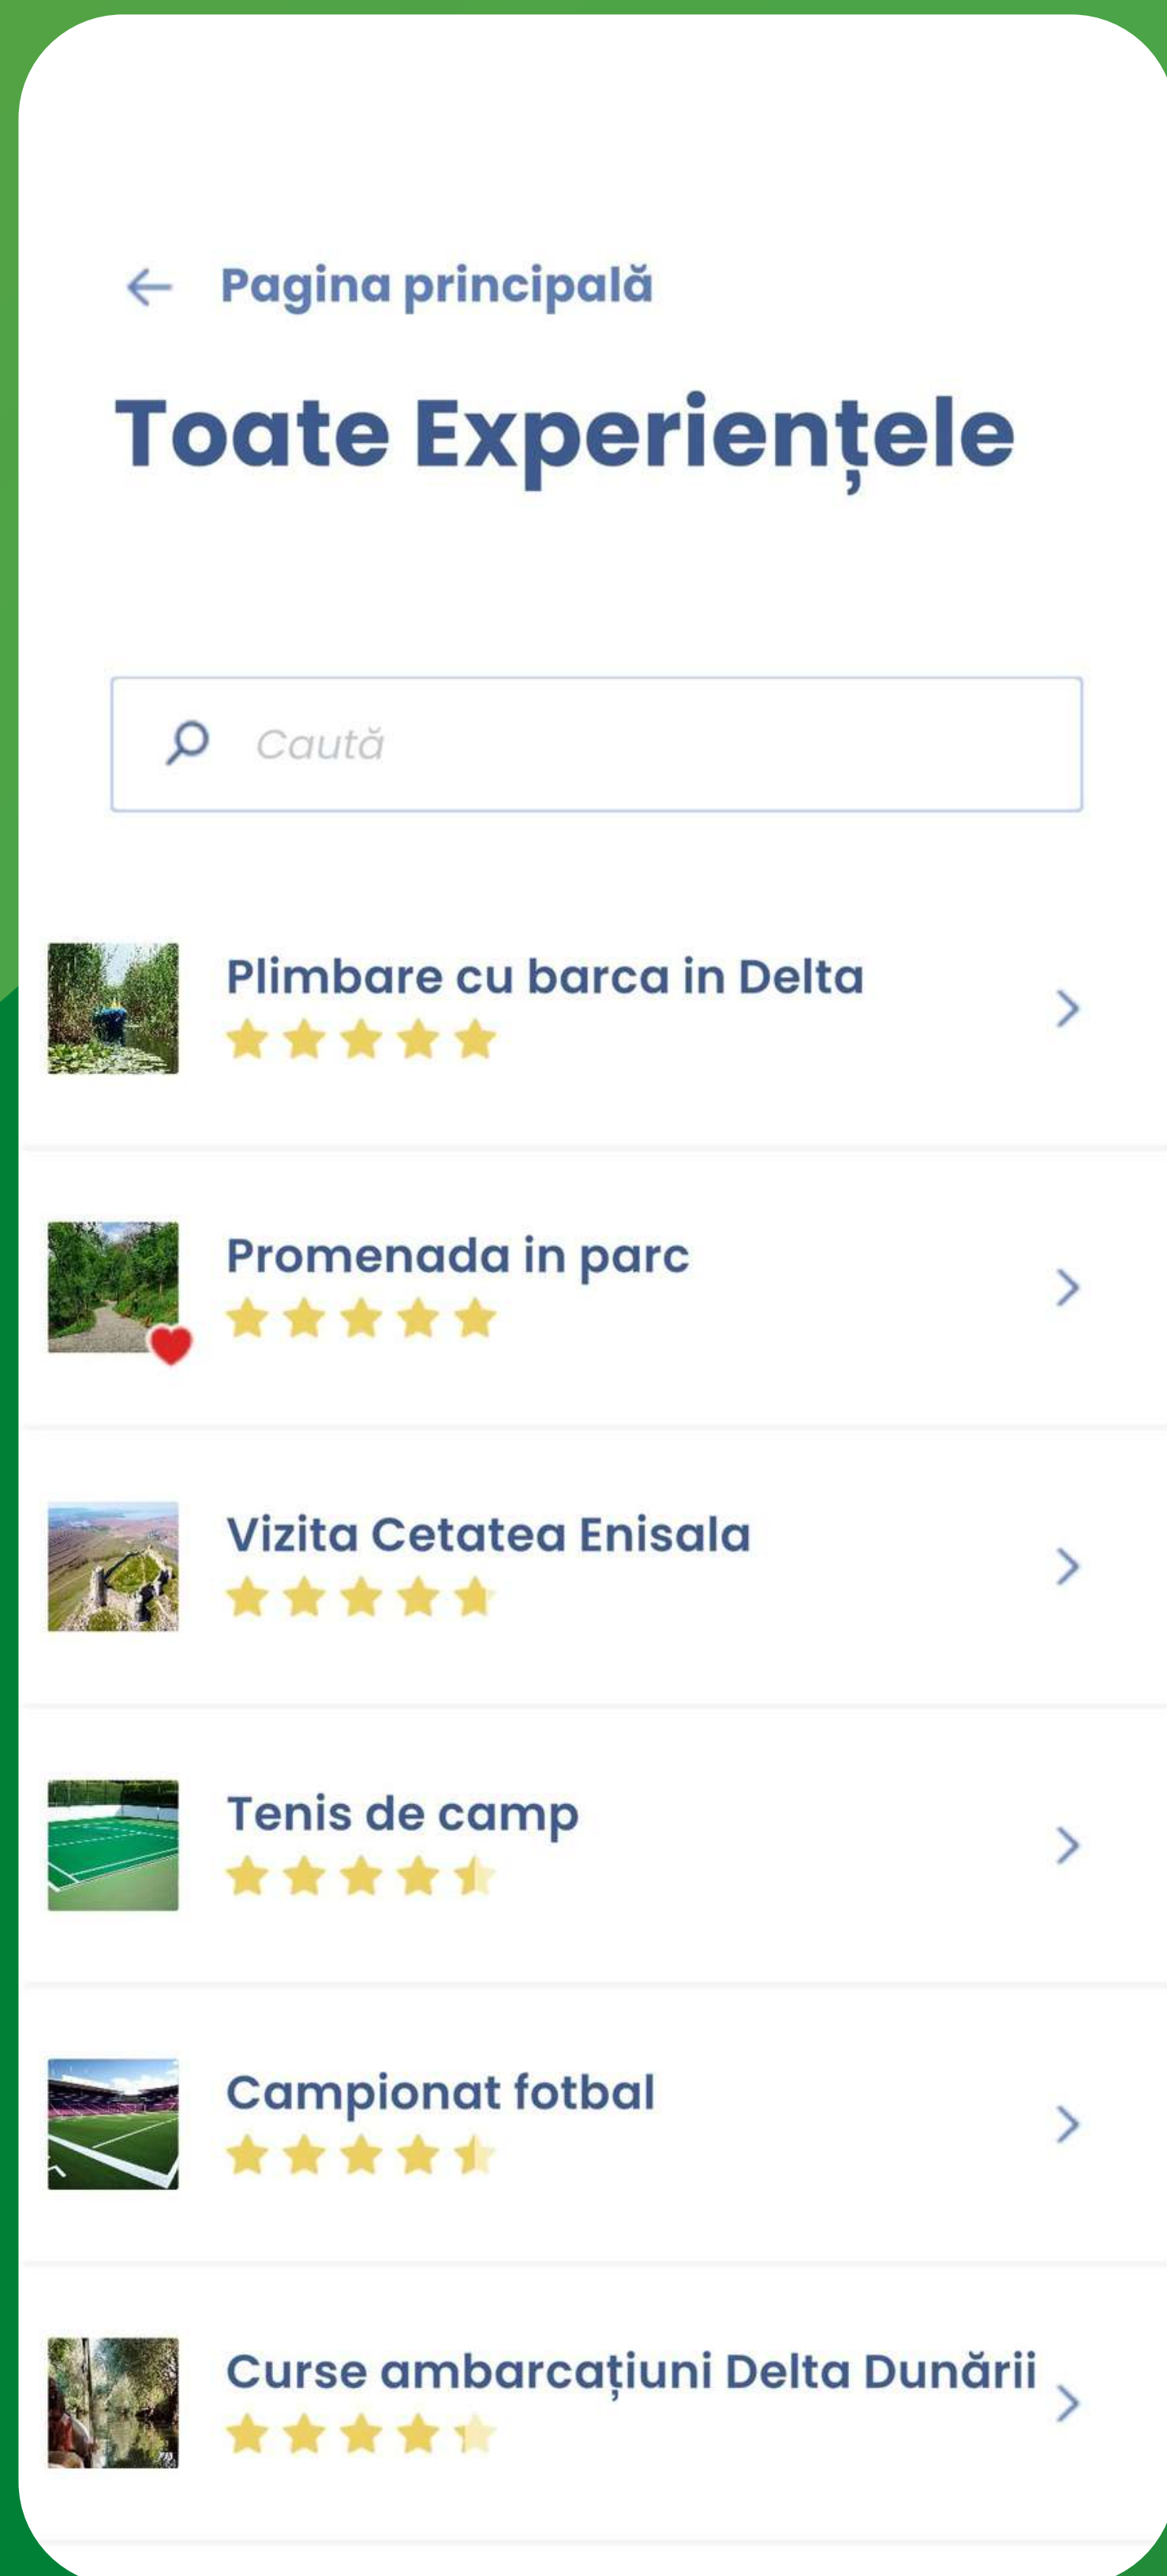 Pagina principală
Toate Experiențele
Caută
Plimbare cu barca in Delta
Promenada in parc
Vizita Cetatea Enisala
Tenis de camp
Campionat fotbal
Curse ambarcațiuni Delta Dunării